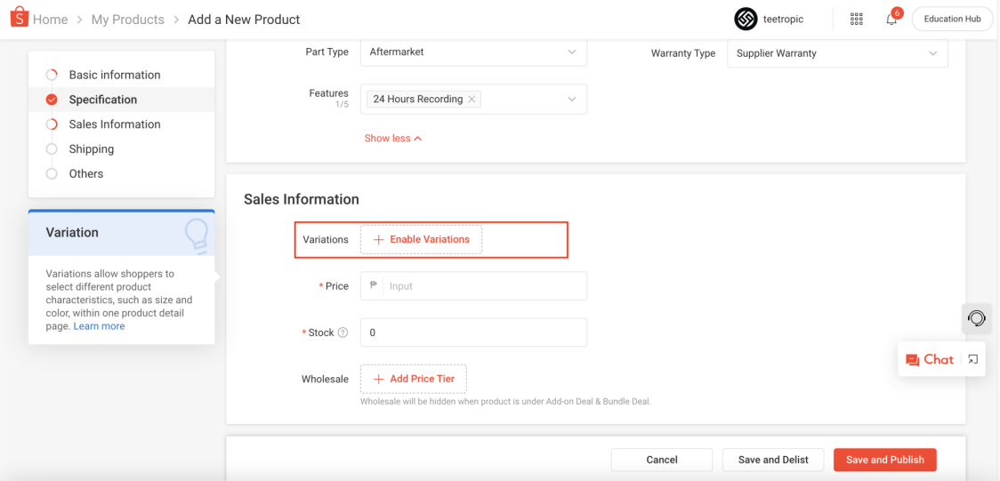 Home > My Products > Add a New Product
teetropic
6
Education Hub
Basic information
Specification
Sales Information
Shipping
Others
Variation
Variations allow shoppers to
select different product
characteristics, such as size and
color, within one product detail
page. Learn more
Part Type Aftermarket
Warranty Type Supplier Warranty
Features 24 Hours Recording ×
1/5
Show less
Sales Information
Variations + Enable Variations
* Price ₱ Input
* Stock ? 0
Wholesale + Add Price Tier
Wholesale will be hidden when product is under Add-on Deal & Bundle Deal.
Chat
Cancel Save and Delist Save and Publish